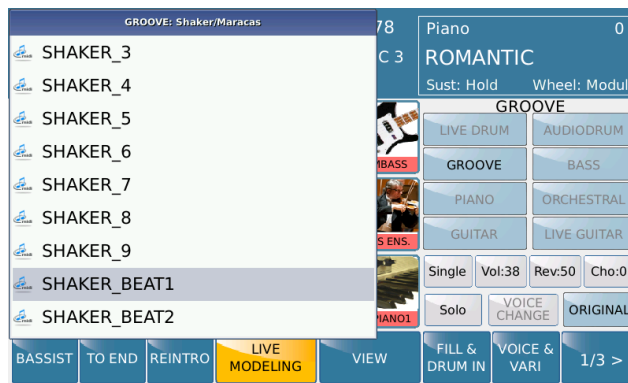 GROOVE: Shaker/Maracas
SHAKER_3
SHAKER_4
SHAKER_5
SHAKER_6
SHAKER_7
SHAKER_8
SHAKER_9
SHAKER_BEAT1
SHAKER_BEAT2
78
C 3
Piano 0
ROMANTIC
Sust: Hold Wheel: Modul
GROOVE
LIVE DRUM AUDIODRUM
GROOVE BASS
PIANO ORCHESTRAL
GUITAR LIVE GUITAR
Single Vol:38 Rev:50 Cho:0
Solo VOICE CHANGE ORIGINAL
MBASS
S ENS.
PIANO1
BASSIST TO END REINTRO LIVE MODELING VIEW FILL & DRUM IN VOICE & VARI 1/3 >